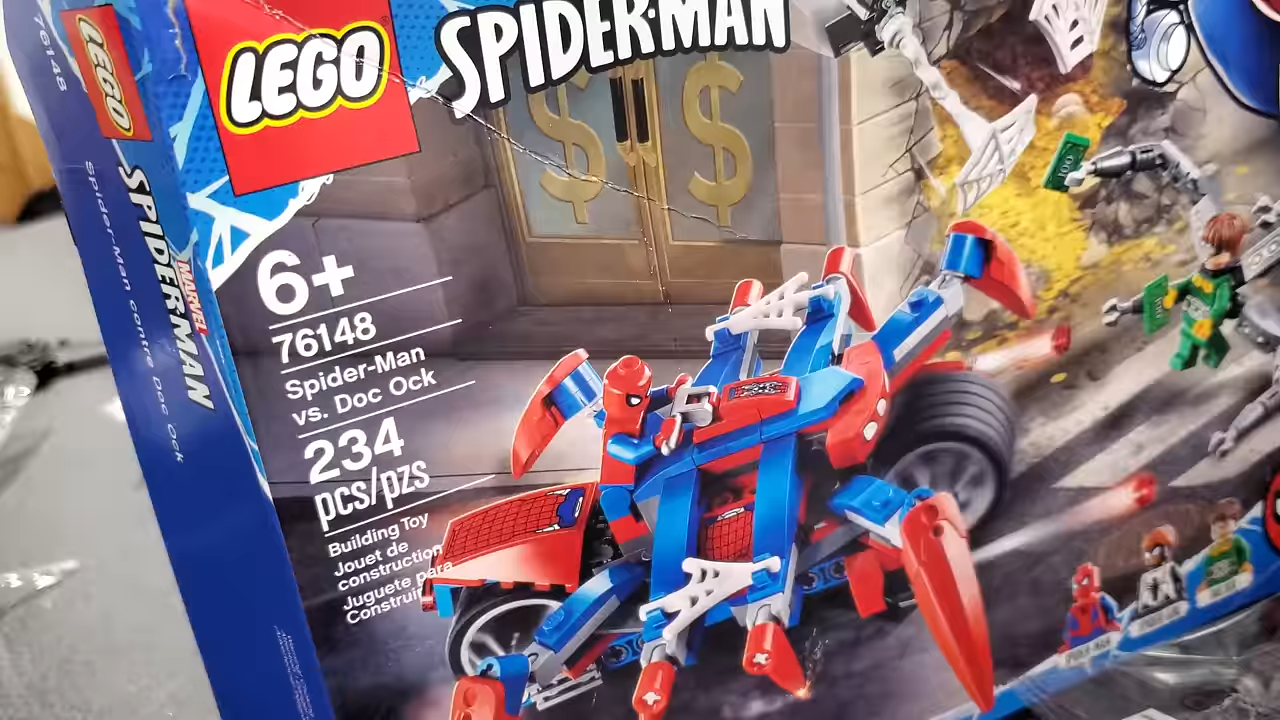 76148
LEGO
MARVEL
SPIDER-MAN
Spider-Man contre Doc Ock
LEGO
SPIDER-MAN
6+
76148
Spider-Man
vs. Doc Ock
234
pcs/pzs
Building Toy
Jouet de
construction
Juguete para
Construir
$ $
100